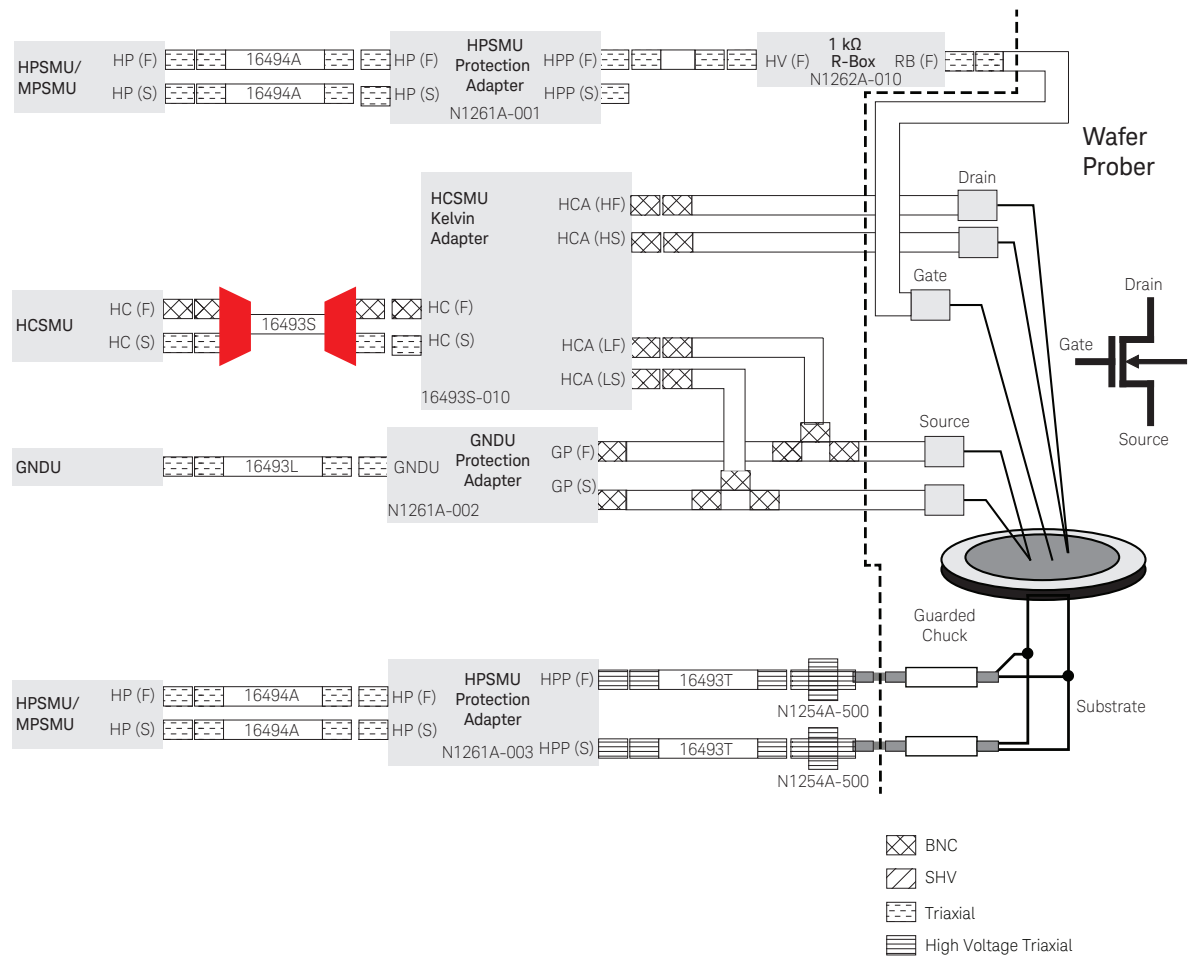 HPSMU/
MPSMU
HP (F)
HP (S)
16494A
16494A
HP (F)
HP (S)
HPSMU
Protection
Adapter
N1261A-001
HPP (F)
HPP (S)
HV (F)
1 kΩ
R-Box
N1262A-010
RB (F)
Wafer
Prober
HCSMU
HC (F)
HC (S)
16493S
HC (F)
HC (S)
HCSMU
Kelvin
Adapter
16493S-010
HCA (HF)
HCA (HS)
HCA (LF)
HCA (LS)
Drain
Gate
Drain
Gate
Source
GNDU
16493L
GNDU
GNDU
Protection
Adapter
N1261A-002
GP (F)
GP (S)
Source
HPSMU/
MPSMU
HP (F)
HP (S)
16494A
16494A
HP (F)
HP (S)
HPSMU
Protection
Adapter
N1261A-003
HPP (F)
HPP (S)
16493T
16493T
N1254A-500
N1254A-500
Guarded
Chuck
Substrate
BNC
SHV
Triaxial
High Voltage Triaxial